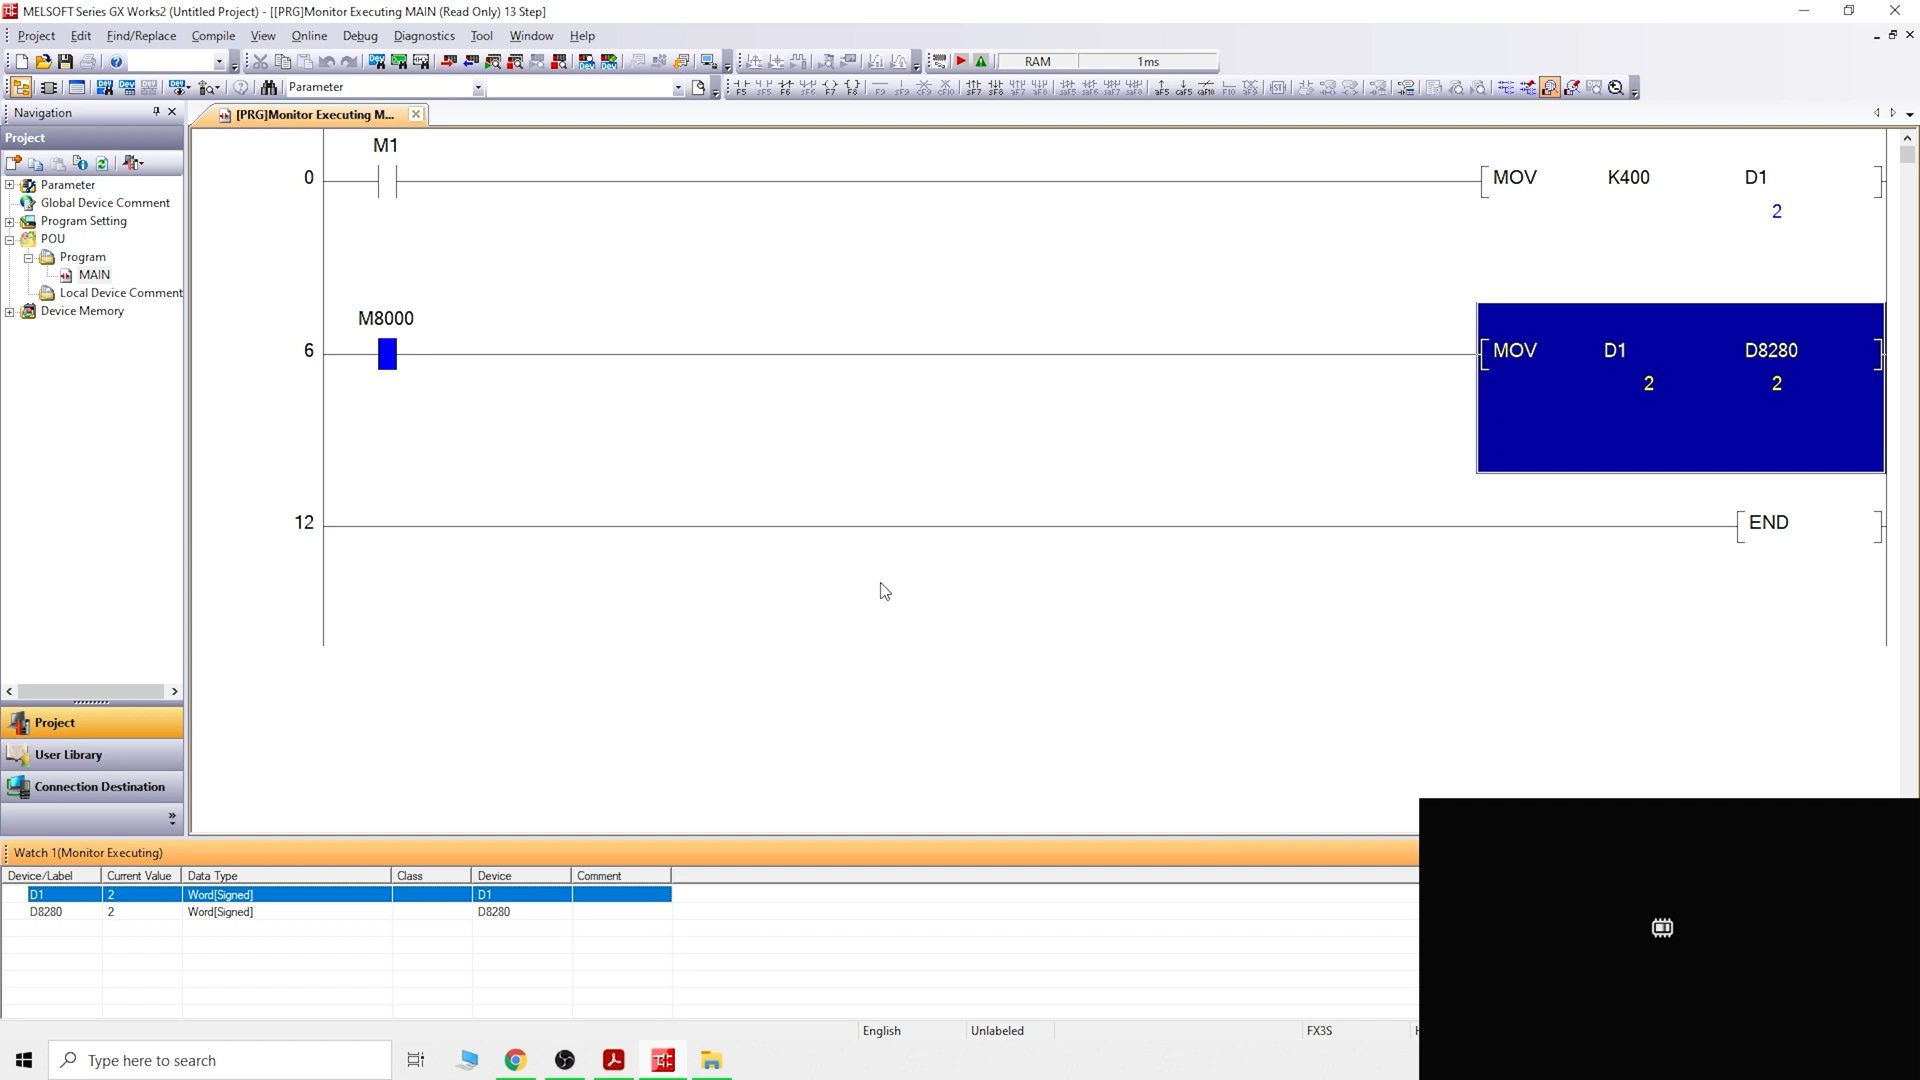 MELSOFT Series GX Works2 (Untitled Project) - [[PRG]Monitor Executing MAIN (Read Only) 13 Step]
Project Edit Find/Replace Compile View Online Debug Diagnostics Tool Window Help
RAM 1ms
Parameter
Navigation
[PRG]Monitor Executing M...
Project
Parameter
Global Device Comment
Program Setting
POU
Program
MAIN
Local Device Comment
Device Memory
M1
0 MOV K400 D1
2
M8000
6 MOV D1 D8280
2 2
12 END
Project
User Library
Connection Destination
Watch 1(Monitor Executing)
Device/Label Current Value Data Type Class Device Comment
D1 2 Word[Signed] D1
D8280 2 Word[Signed] D8280
English Unlabeled FX3S
Type here to search